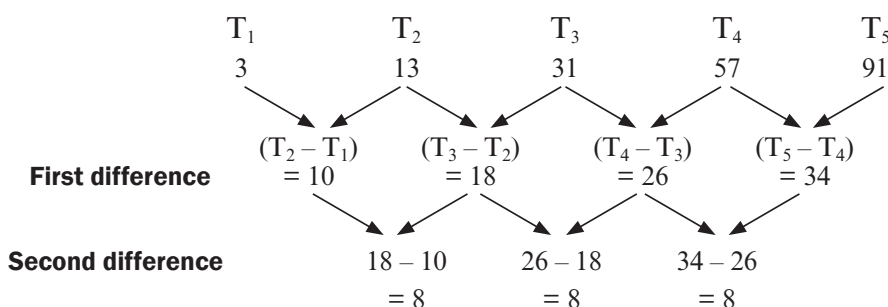 T₁ T₂ T₃ T₄ T₅
3 13 31 57 91
(T₂ – T₁) (T₃ – T₂) (T₄ – T₃) (T₅ – T₄)
First difference = 10 = 18 = 26 = 34
Second difference 18 – 10 26 – 18 34 – 26
= 8 = 8 = 8